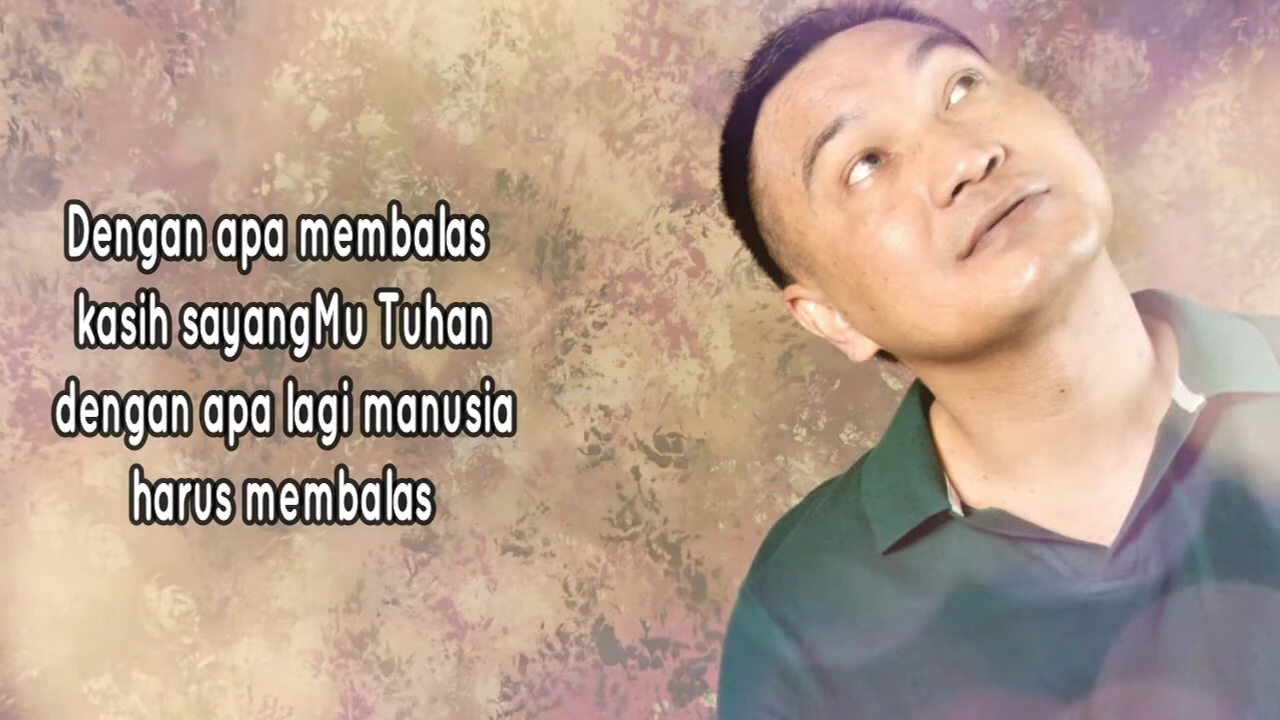 Dengan apa membalas
kasih sayangMu Tuhan
dengan apa lagi manusia
harus membalas